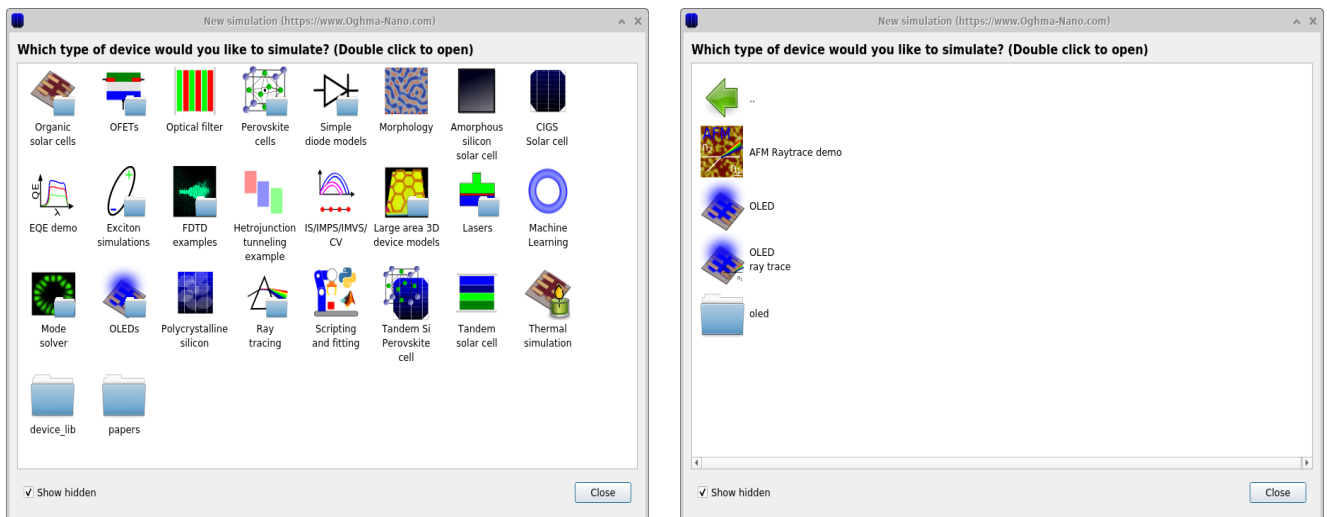 New simulation (https://www.Oghma-Nano.com)
Which type of device would you like to simulate? (Double click to open)
Organic
solar cells
OFETs
Optical filter
Perovskite
cells
Simple
diode models
Morphology
Amorphous
silicon
solar cell
CIGS
Solar cell
QE
λ
EQE demo
Exciton
simulations
FDTD
examples
Hetrojunction
tunneling
example
IS/IMPS/IMVS/
CV
Large area 3D
device models
Lasers
Machine
Learning
Mode
solver
OLEDs
Polycrystalline
silicon
Ray
tracing
Scripting
and fitting
Tandem Si
Perovskite
cell
Tandem
solar cell
Thermal
simulation
device_lib
papers
Show hidden
Close
New simulation (https://www.Oghma-Nano.com)
Which type of device would you like to simulate? (Double click to open)
..
AFM
AFM Raytrace demo
OLED
OLED
ray trace
oled
Show hidden
Close